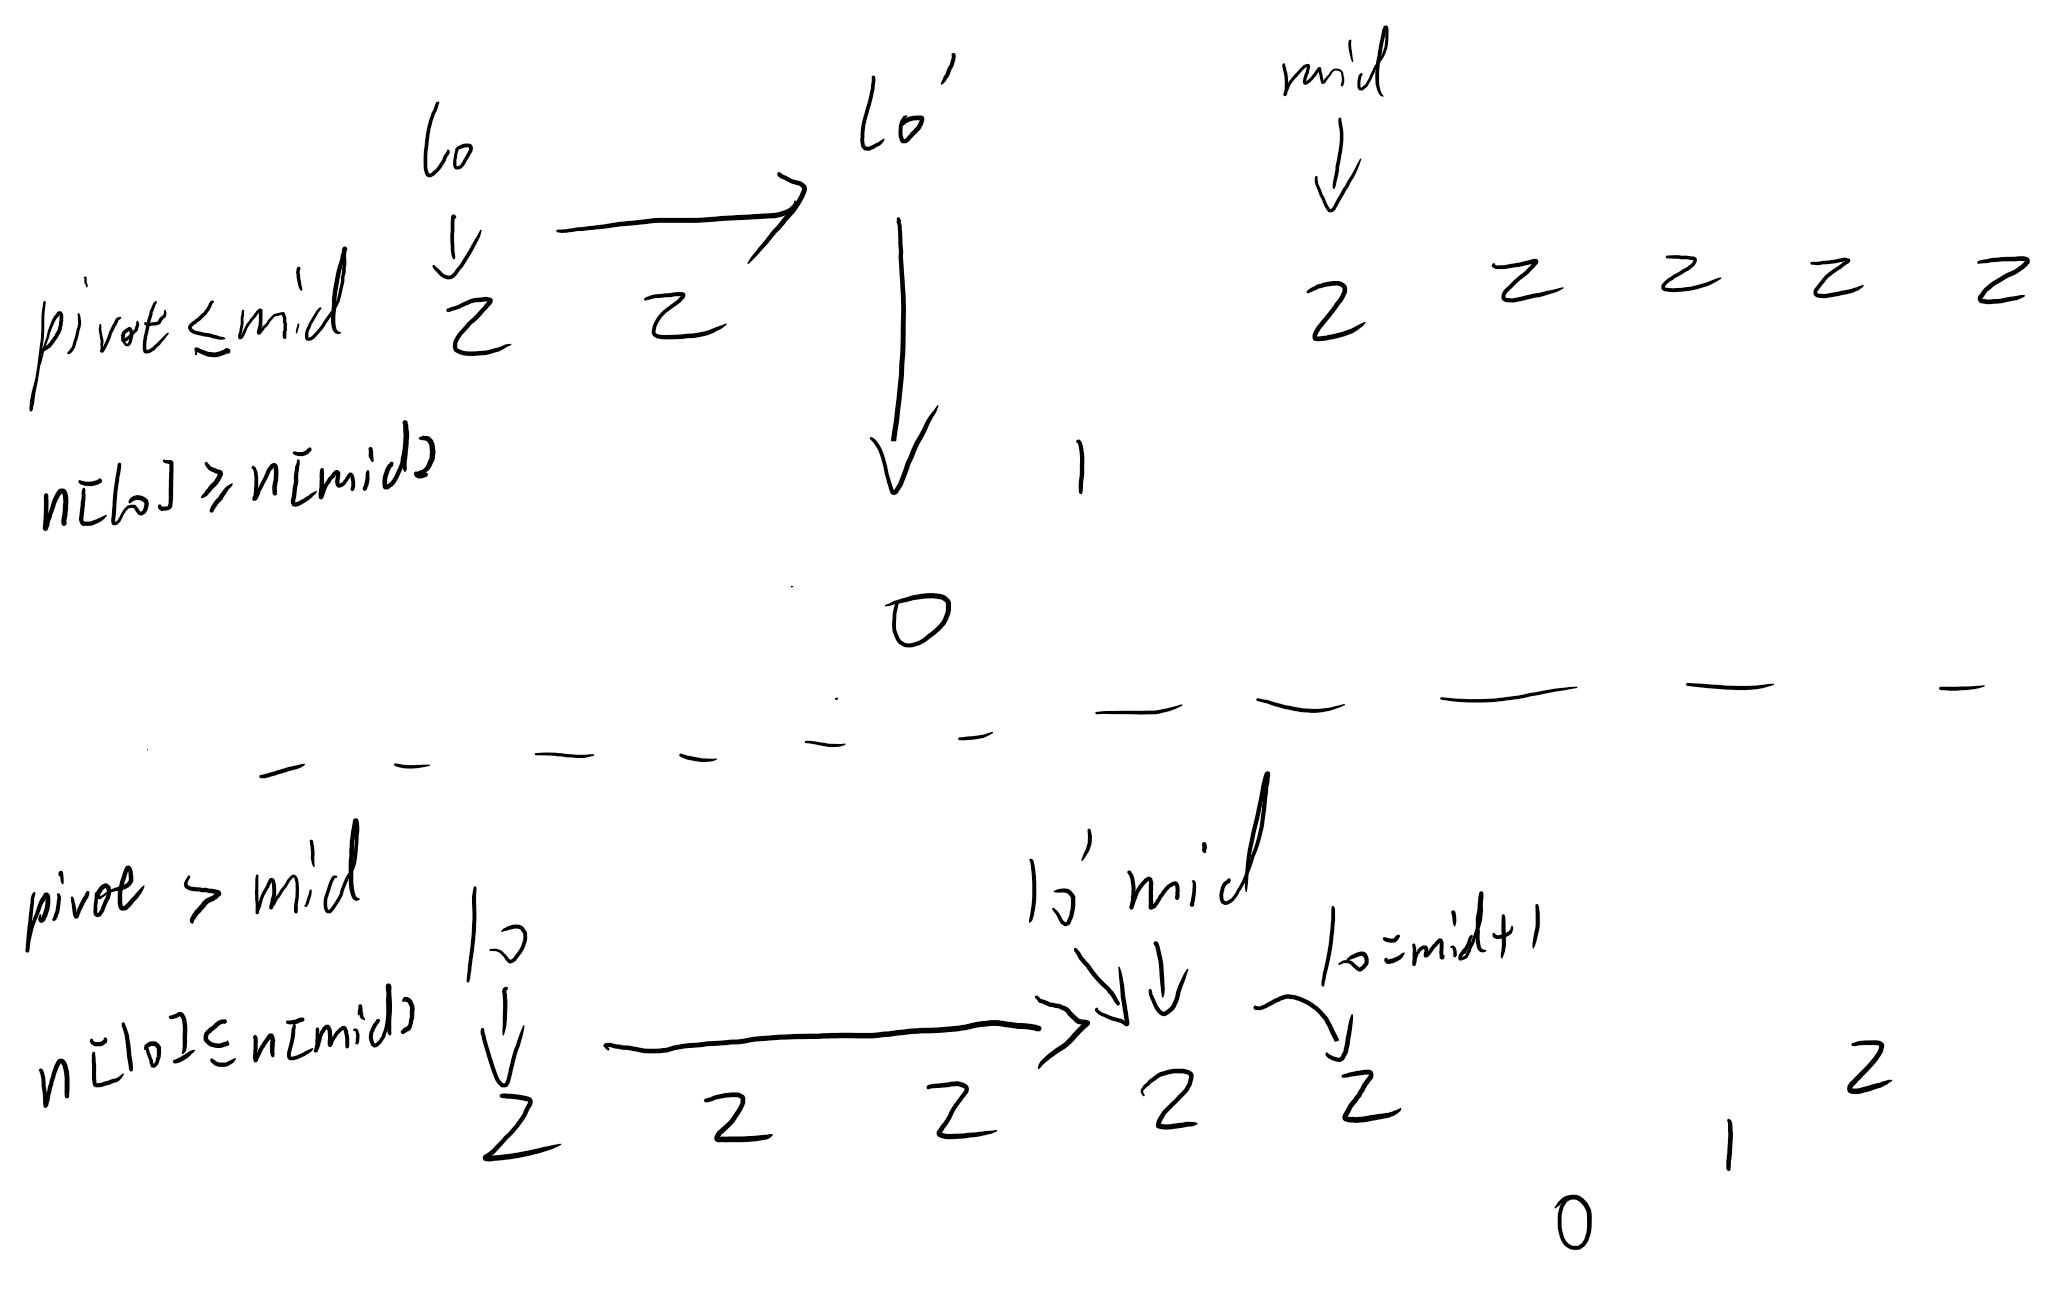 lo lo' mid
pivot ≤ mid 2 2 2 2 2 2 2
n[lo] ≥ n[mid] 1
0
pivot > mid lo lo' mid lo=mid+1
n[lo] ≤ n[mid]
2 2 2 2 2 2
1
0